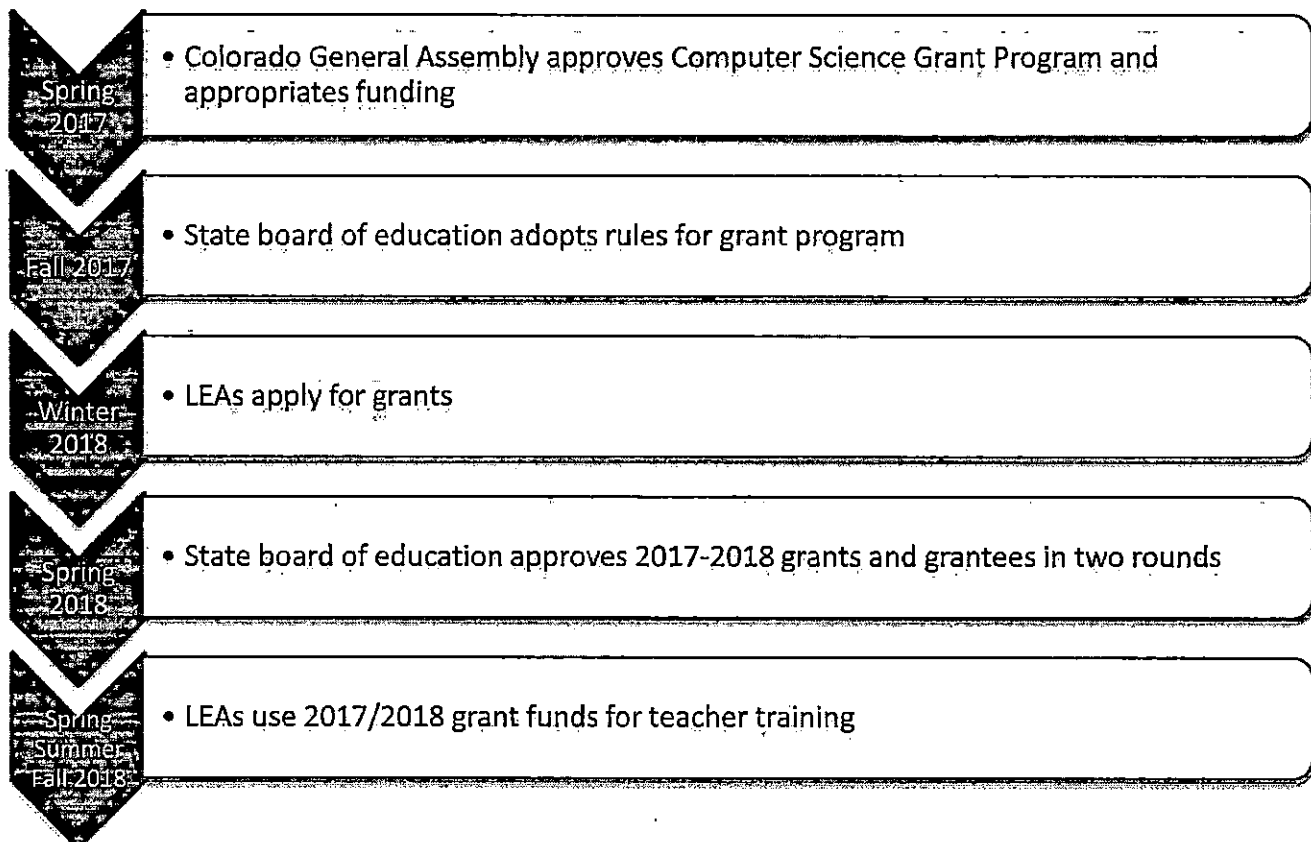 Spring
2017
• Colorado General Assembly approves Computer Science Grant Program and
appropriates funding
Fall 2017
• State board of education adopts rules for grant program
Winter
2018
• LEAs apply for grants
Spring
2018
• State board of education approves 2017-2018 grants and grantees in two rounds
Spring
Summer
Fall 2018
• LEAs use 2017/2018 grant funds for teacher training